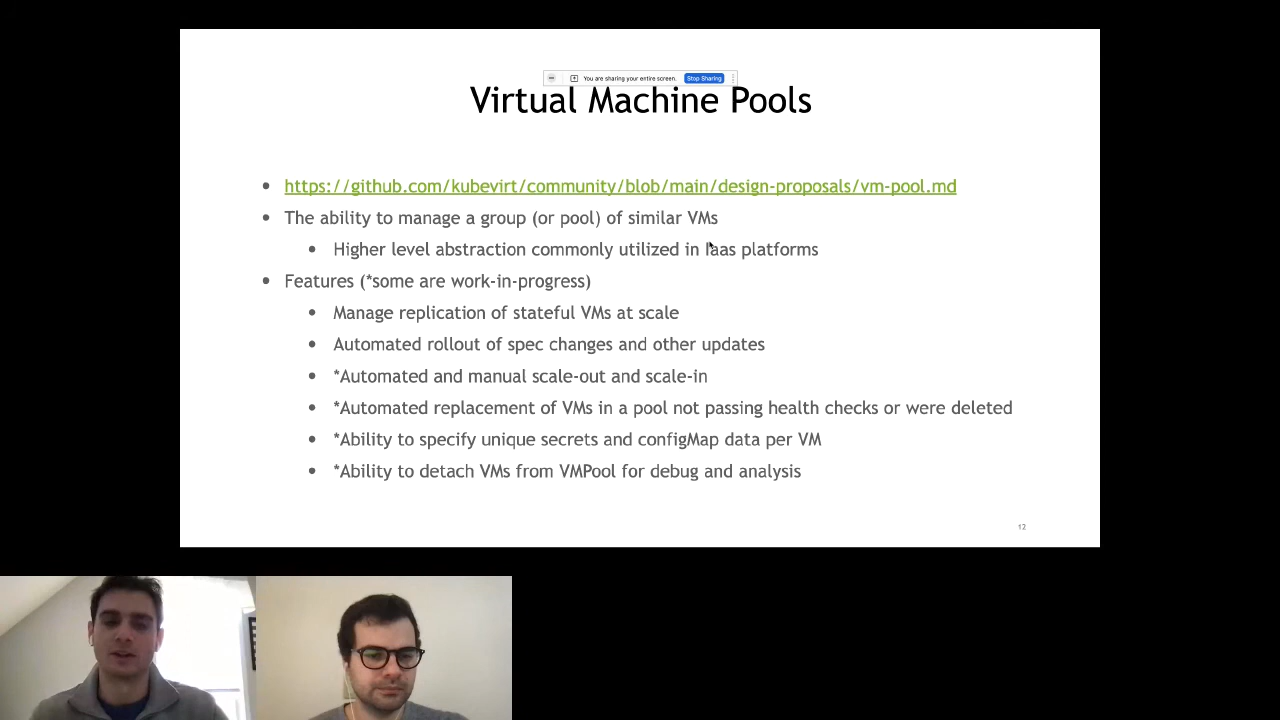 You are sharing your entire screen. Stop Sharing
Virtual Machine Pools
https://github.com/kubevirt/community/blob/main/design-proposals/vm-pool.md
The ability to manage a group (or pool) of similar VMs
Higher level abstraction commonly utilized in Iaas platforms
Features (*some are work-in-progress)
Manage replication of stateful VMs at scale
Automated rollout of spec changes and other updates
*Automated and manual scale-out and scale-in
*Automated replacement of VMs in a pool not passing health checks or were deleted
*Ability to specify unique secrets and configMap data per VM
*Ability to detach VMs from VMPool for debug and analysis
12